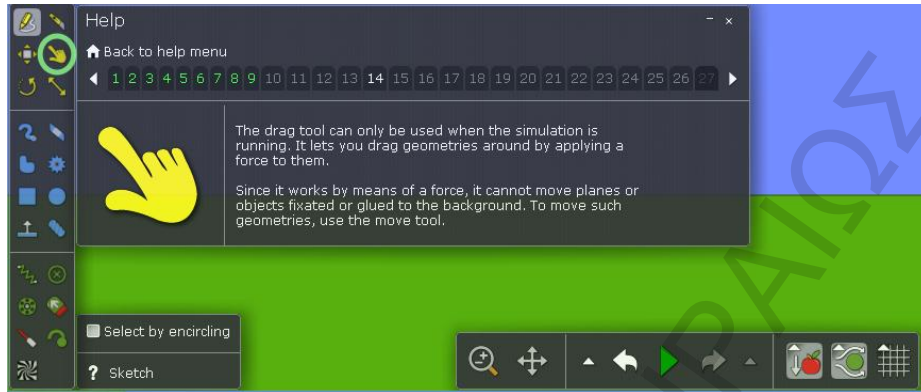 Help
Back to help menu
1 2 3 4 5 6 7 8 9 10 11 12 13 14 15 16 17 18 19 20 21 22 23 24 25 26 27
The drag tool can only be used when the simulation is
running. It lets you drag geometries around by applying a
force to them.
Since it works by means of a force, it cannot move planes or
objects fixated or glued to the background. To move such
geometries, use the move tool.
Select by encircling
? Sketch
ΙΡΑΙΩΣ